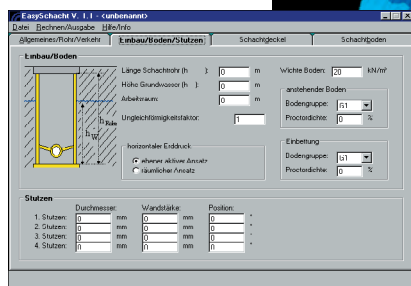 EasySchacht V. 1.1 - <unbenannt>
Datei Rechnen/Ausgabe Hilfe/Info
Allgemeines/Rohr/Verkehr Einbau/Boden/Stutzen Schachtdeckel Schachtboden
Einbau/Boden
Länge Schachtrohr (h ): 0 m Wichte Boden: 20 kN/m³
Höhe Grundwasser (h ): 0 m
Arbeitsraum: 0 m
anstehender Boden
Bodengruppe: G1
Ungleichförmigkeitsfaktor: 1
Proctordichte: 0 %
h
h W
horizontaler Erddruck
ebener aktiver Ansatz
räumlicher Ansatz
Einbettung
Bodengruppe: G1
Proctordichte: 0 %
Stutzen
Durchmesser: Wandstärke: Position:
1. Stutzen: 0 mm 0 mm 0 °
2. Stutzen: 0 mm 0 mm 0 °
3. Stutzen: 0 mm 0 mm 0 °
4. Stutzen: 0 mm 0 mm 0 °